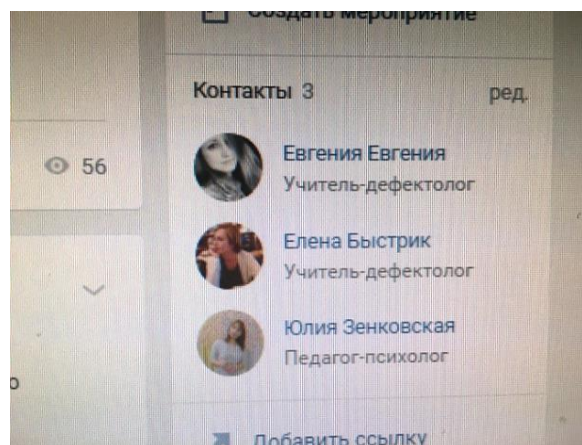 Создать мероприятие
Контакты 3
ред.
56
Евгения Евгения
Учитель-дефектолог
Елена Быстрик
Учитель-дефектолог
Юлия Зенковская
Педагог-психолог
о
Добавить ссылку